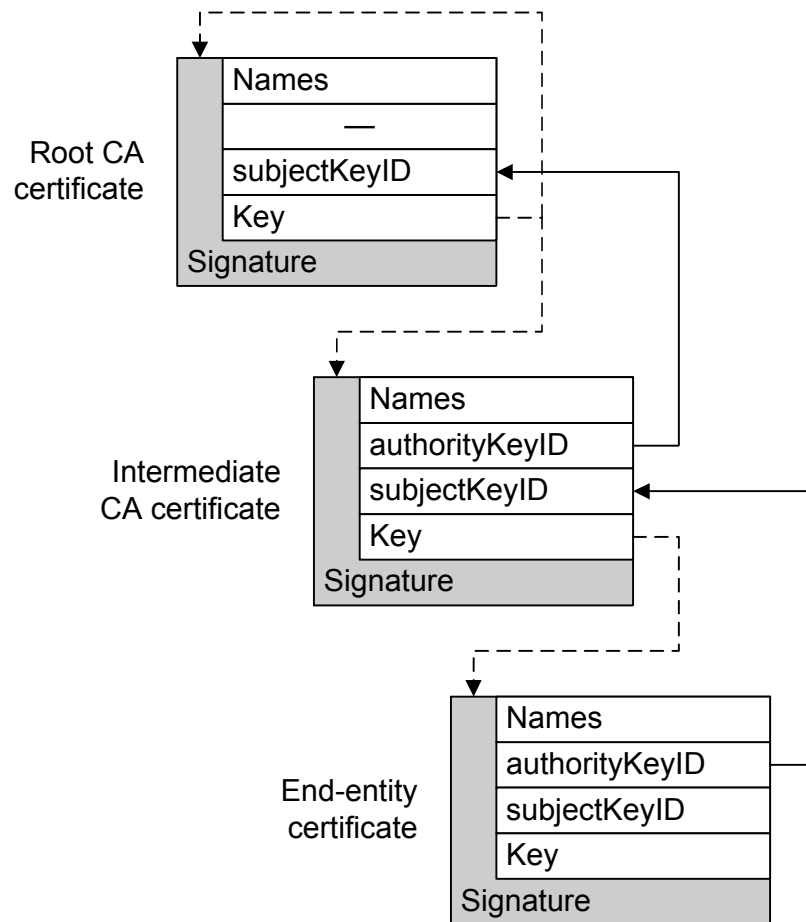 Names
—
Root CA
certificate
subjectKeyID
Key
Signature
Names
authorityKeyID
Intermediate
CA certificate
subjectKeyID
Key
Signature
Names
authorityKeyID
End-entity
certificate
subjectKeyID
Key
Signature